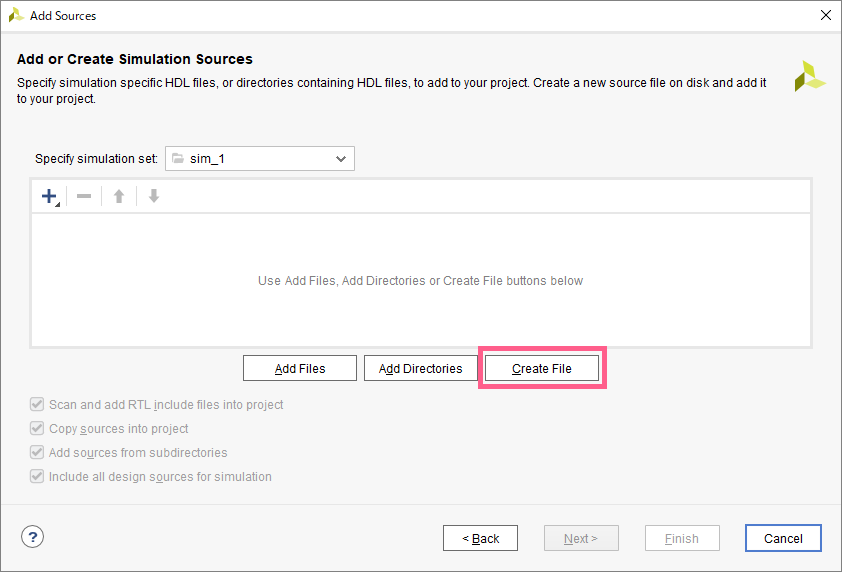 Add Sources
Add or Create Simulation Sources
Specify simulation specific HDL files, or directories containing HDL files, to add to your project. Create a new source file on disk and add it
to your project.
Specify simulation set: sim_1
Use Add Files, Add Directories or Create File buttons below
Add Files Add Directories Create File
Scan and add RTL include files into project
Copy sources into project
Add sources from subdirectories
Include all design sources for simulation
? < Back Next > Finish Cancel